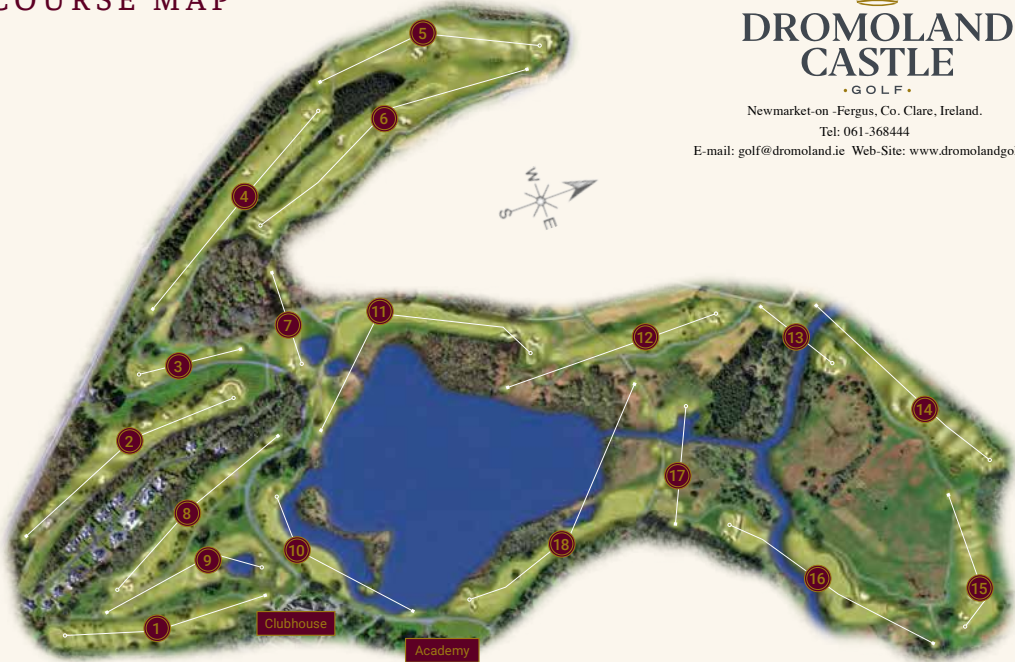 COURSE MAP
DROMOLAND
CASTLE
·GOLF·
Newmarket-on -Fergus, Co. Clare, Ireland.
Tel: 061-368444
E-mail: golf@dromoland.ie Web-Site: www.dromolandgo
5
6
W
S
E
4
11
7
12
13
3
14
2
17
8
18
10
9
16
15
1
Clubhouse
Academy